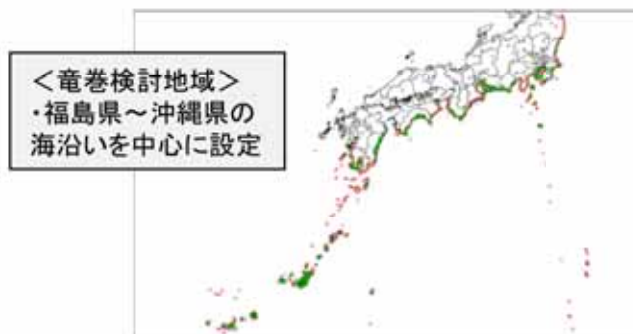 ＜竜巻検討地域＞
・福島県～沖縄県の
海沿いを中心に設定